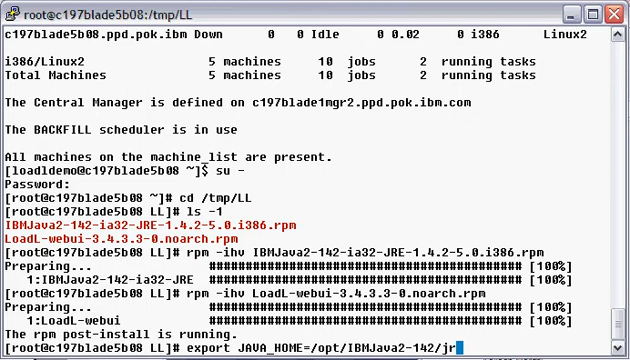 root@c197blade5b08:/tmp/LL
c197blade5b08.ppd.pok.ibm Down 0 0 Idle 0 0.02 0 i386 Linux2
i386/Linux2 5 machines 10 jobs 2 running tasks
Total Machines 5 machines 10 jobs 2 running tasks
The Central Manager is defined on c197blade1mgr2.ppd.pok.ibm.com
The BACKFILL scheduler is in use
All machines on the machine_list are present.
[loadldemo@c197blade5b08 ~]$ su -
Password:
[root@c197blade5b08 ~]# cd /tmp/LL
[root@c197blade5b08 LL]# ls -1
IBMJava2-142-ia32-JRE-1.4.2-5.0.i386.rpm
LoadL-webui-3.4.3.3-0.noarch.rpm
[root@c197blade5b08 LL]# rpm -ihv IBMJava2-142-ia32-JRE-1.4.2-5.0.i386.rpm
Preparing... ########################################### [100%]
1:IBMJava2-142-ia32-JRE ########################################### [100%]
[root@c197blade5b08 LL]# rpm -ihv LoadL-webui-3.4.3.3-0.noarch.rpm
Preparing... ########################################### [100%]
1:LoadL-webui ########################################### [100%]
The rpm post-install is running.
[root@c197blade5b08 LL]# export JAVA_HOME=/opt/IBMJava2-142/jr